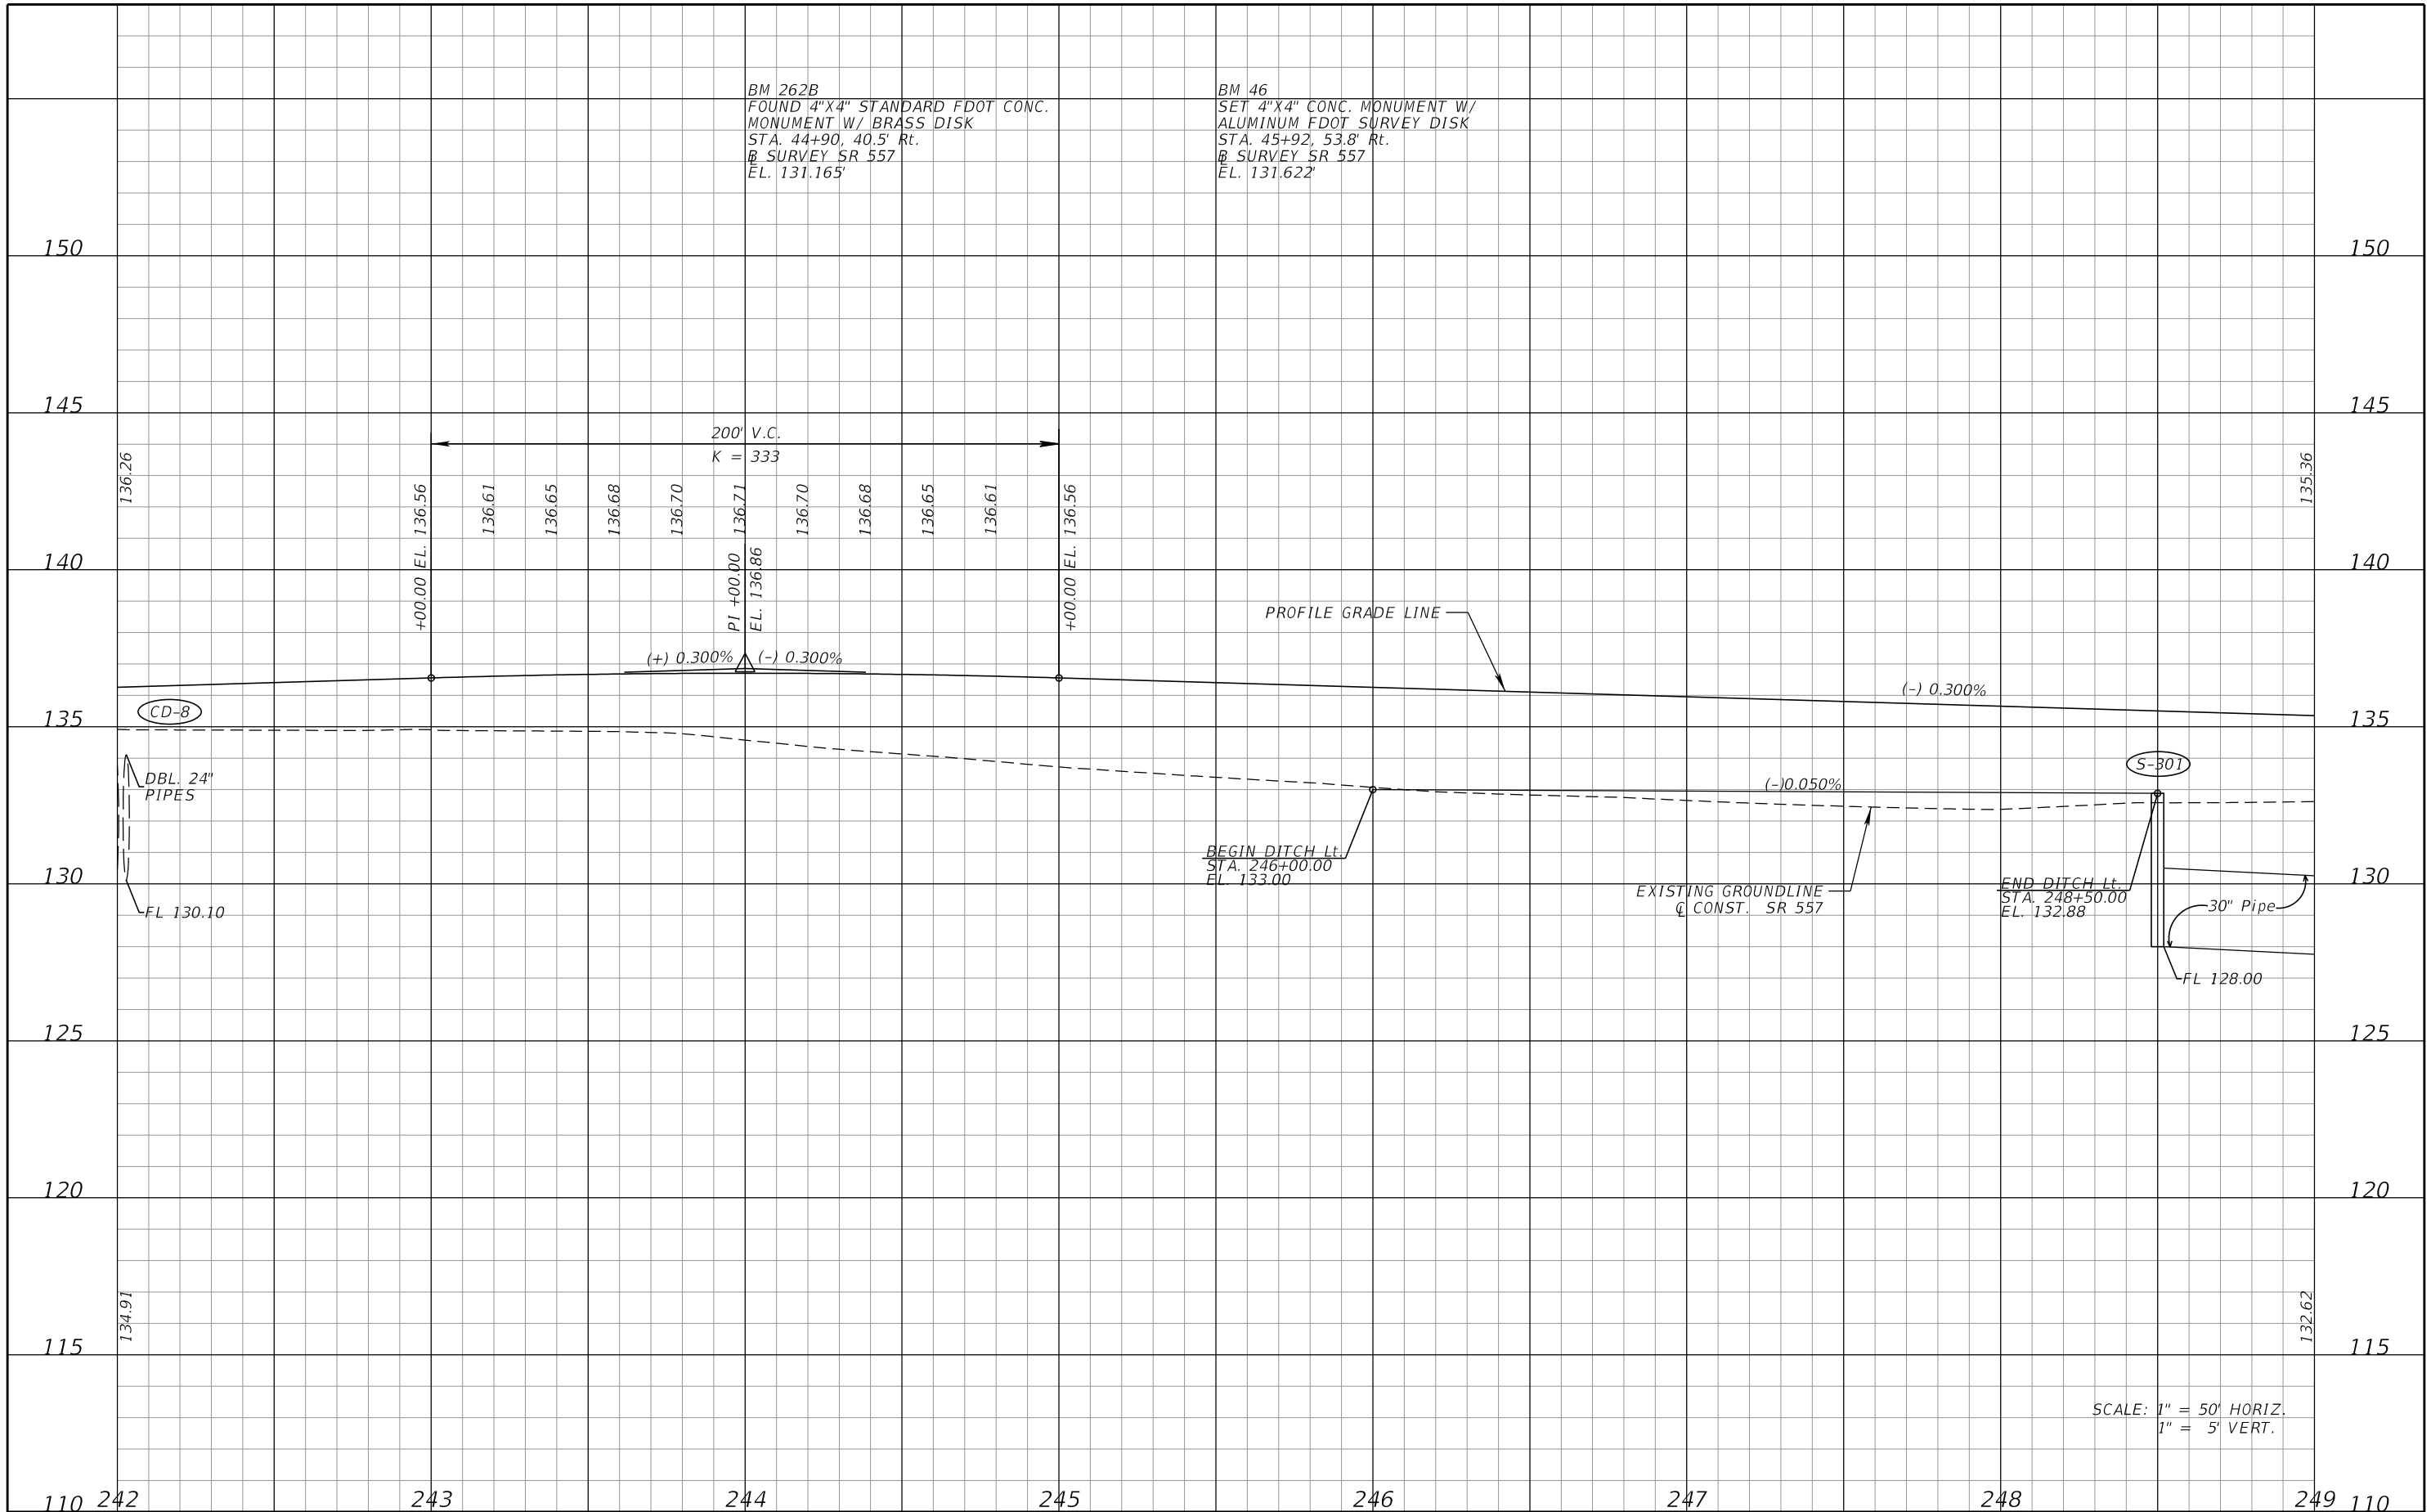 BM 262B
FOUND 4"X4" STANDARD FDOT CONC.
MONUMENT W/ BRASS DISK
STA. 44+90, 40.5' Rt.
℄ SURVEY SR 557
EL. 131.165'
BM 46
SET 4"X4" CONC. MONUMENT W/
ALUMINUM FDOT SURVEY DISK
STA. 45+92, 53.8' Rt.
℄ SURVEY SR 557
EL. 131.622'
150
150
145
145
200' V.C.
K = 333
136.26
+00.00 EL. 136.56
136.61
136.65
136.68
136.70
136.71
136.70
136.68
136.65
136.61
+00.00 EL. 136.56
135.36
PI +00.00
EL. 136.86
140
140
PROFILE GRADE LINE
(+) 0.300%
(-) 0.300%
(-) 0.300%
CD-8
135
135
DBL. 24"
PIPES
FL 130.10
S-301
(-)0.050%
BEGIN DITCH Lt.
STA. 246+00.00
EL. 133.00
130
130
EXISTING GROUNDLINE
℄ CONST. SR 557
END DITCH Lt.
STA. 248+50.00
EL. 132.88
30" Pipe
FL 128.00
125
125
120
120
134.91
132.62
115
115
SCALE: 1" = 50' HORIZ.
1" = 5' VERT.
110
242
243
244
245
246
247
248
249
110